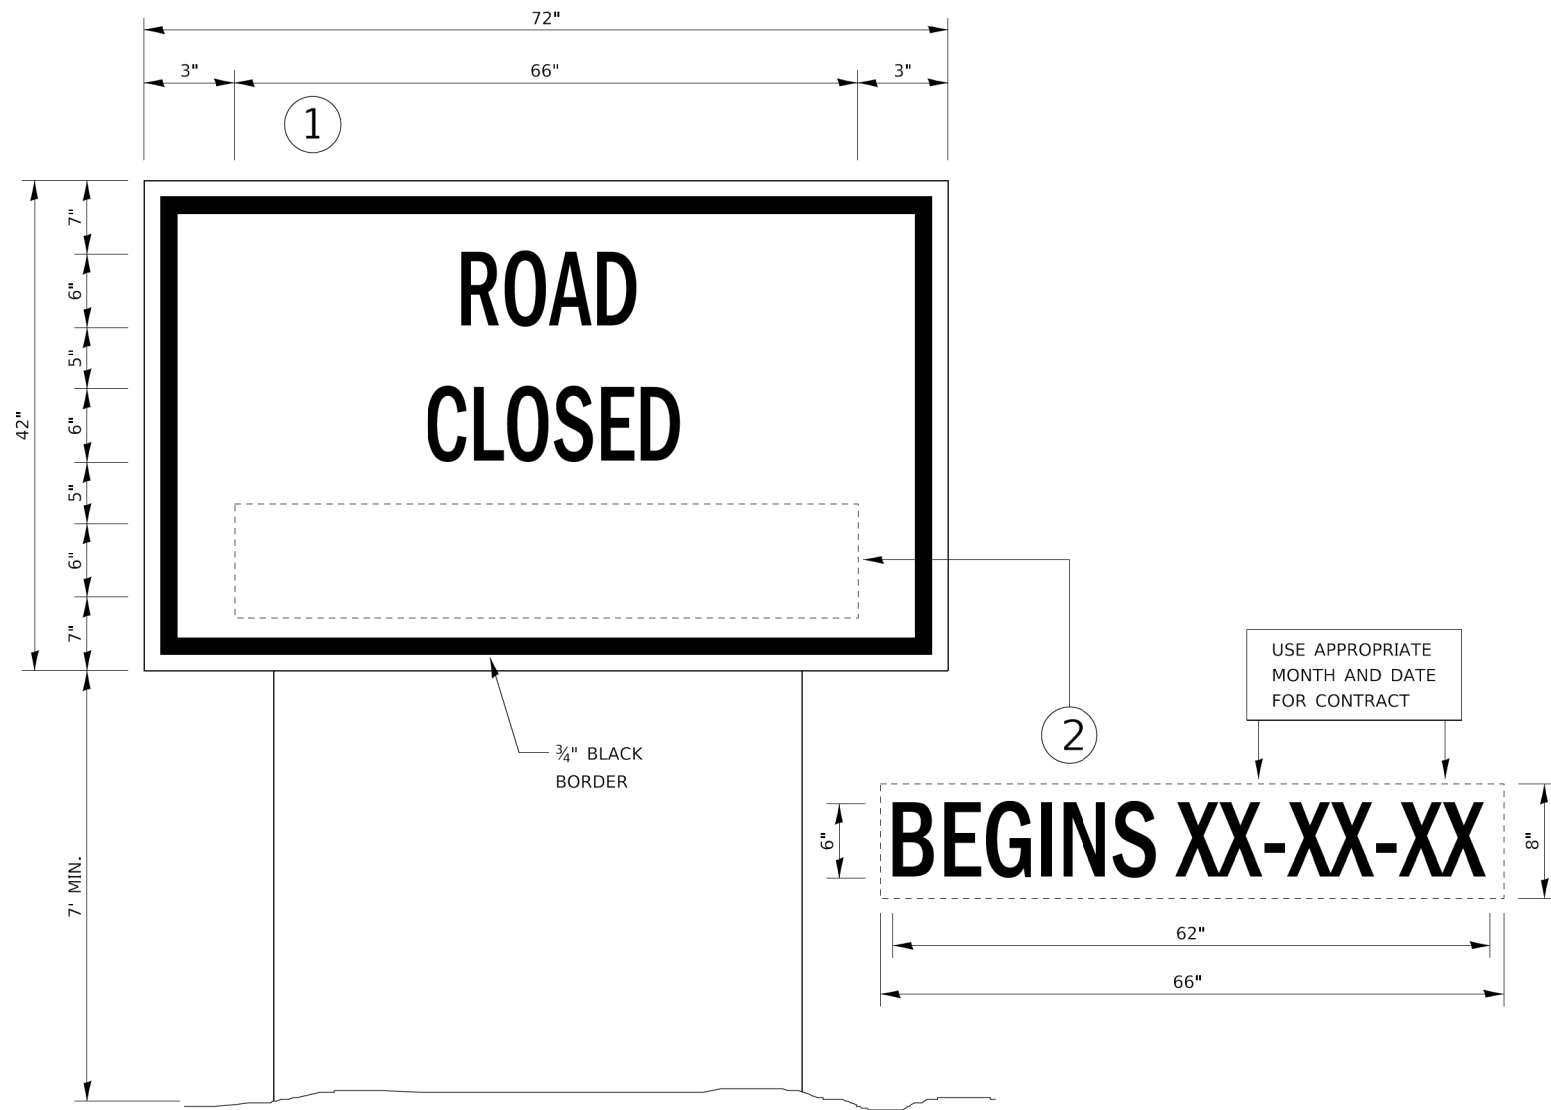 72"
3" 66" 3"
1
7"
6"
5"
6"
5"
6"
7"
42"
7' MIN.
ROAD
CLOSED
¾" BLACK
BORDER
2
USE APPROPRIATE
MONTH AND DATE
FOR CONTRACT
6"
BEGINS XX-XX-XX
8"
62"
66"